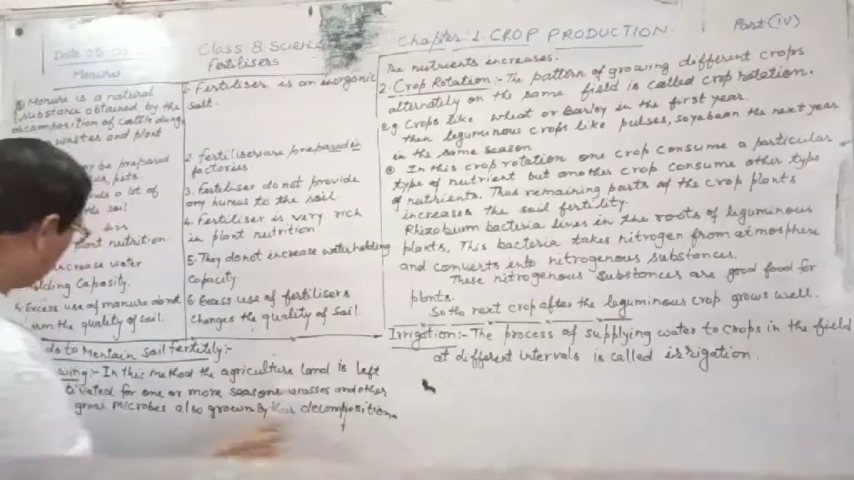 Date 05.00
Class 8 Science
Chapter 1. CROP PRODUCTION
Part (IV)
Manures
Fertilisers
Manure is a natural
substance obtained by the
decomposition of cattle dung,
wastes and plant
be prepared
pits.
a lot of
soil
plant nutrition.
increase water
holding capacity.
6. Excess use of manure do not
the quality of soil.
1. Fertiliser is an inorganic
salt.
2. Fertilisers are prepared in
factories.
3. Fertiliser do not provide
any humus to the soil.
4. Fertiliser is very rich
in plant nutrition.
5. They do not increase water holding
capacity.
6 Excess use of fertilisers
changes the quality of soil.
to Mentain Soil fertitely:-
:- In this method the agriculture land is left
for one or more seasons grasses and other
microbes also grown by decomposition.
The nutrients increases.
2. Crop Rotation:- The pattern of growing different crops
alternately on the same field is called crop rotation.
e.g. Crops like wheat or Barley in the first year,
then leguminous crops like pulses, soyabean the next year
in the same season
In this crop rotation one crop consume a particular
type of nutrient but another crop consume other type
of nutrients. Thus remaining parts of the crop plants
increases the soil fertility.
Rhizobium bacteria lives in the roots of leguminous
plants. This bacteria takes nitrogen from atmosphere
and converts into nitrogenous substances.
These nitrogenous substances are good food for
plants.
So the next crop after the leguminous crop grows well.
Irrigation:- The process of supplying water to crops in the field
at different intervals is called irrigation.